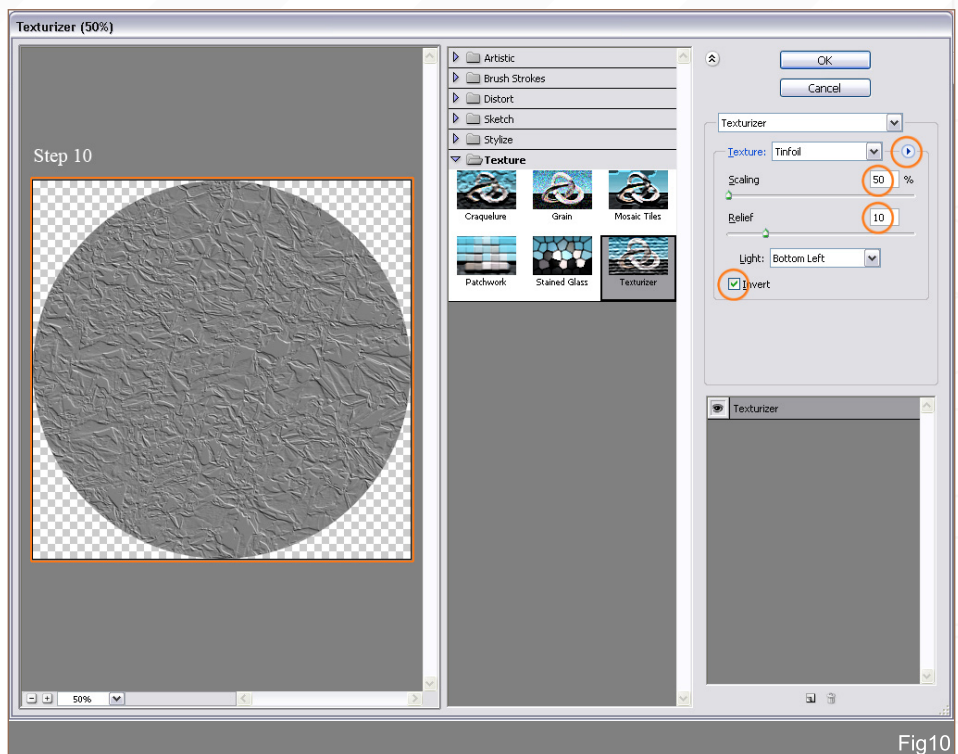 Texturizer (50%)
Step 10
50%
Artistic
Brush Strokes
Distort
Sketch
Stylize
Texture
Craquelure
Grain
Mosaic Tiles
Patchwork
Stained Glass
Texturizer
OK
Cancel
Texturizer
Texture: Tinfoil
Scaling 50 %
Relief 10
Light: Bottom Left
Invert
Texturizer
Fig10